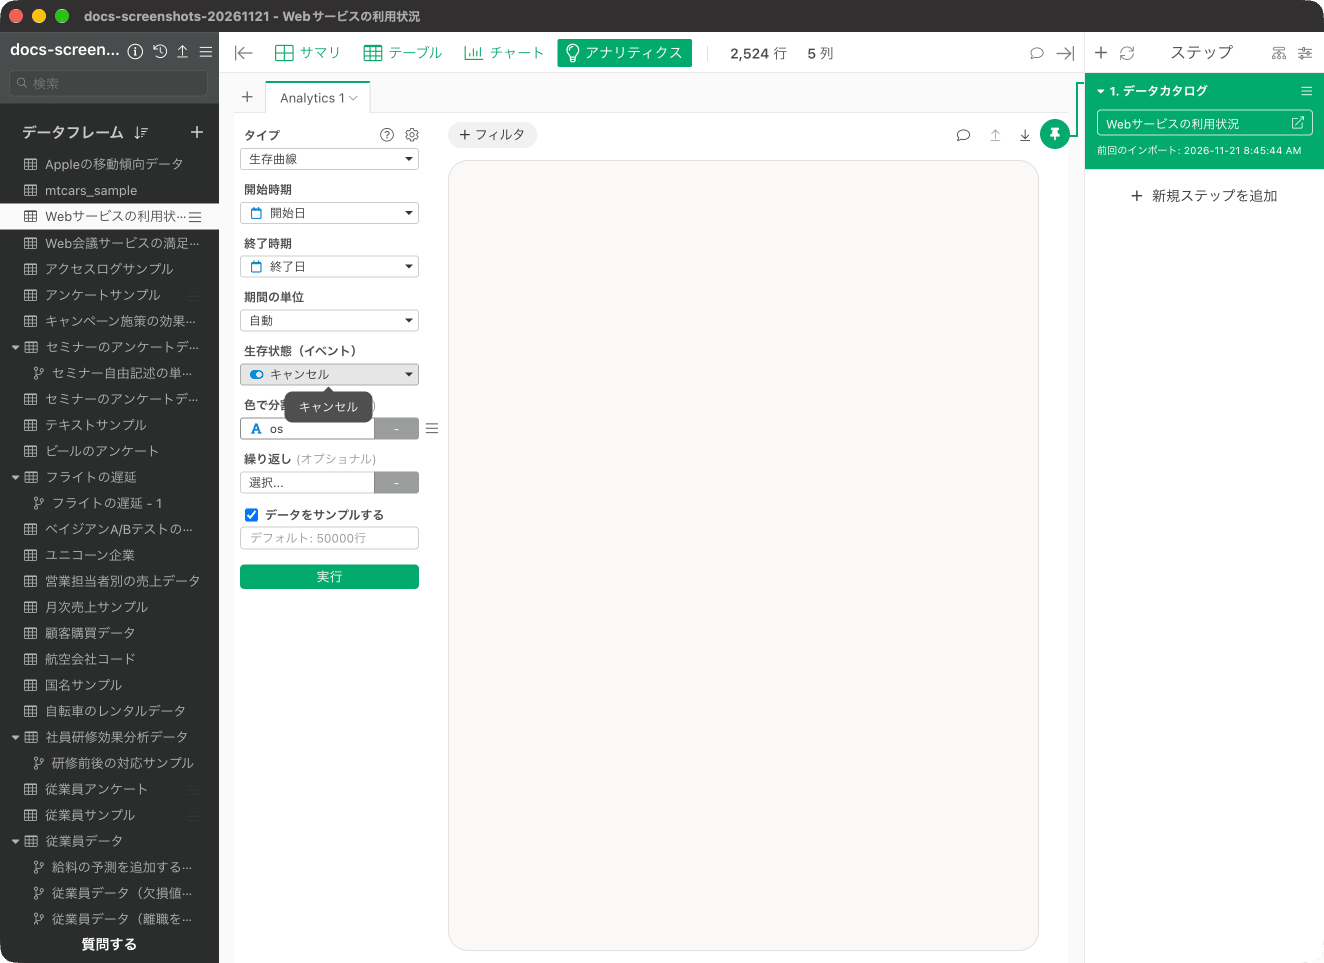 docs-screenshots-20261121 - Webサービスの利用状況
docs-screen...
検索
データフレーム
Appleの移動傾向データ
mtcars_sample
Webサービスの利用状…
Web会議サービスの満足…
アクセスログサンプル
アンケートサンプル
キャンペーン施策の効果…
セミナーのアンケートデ…
セミナー自由記述の単…
セミナーのアンケートデ…
テキストサンプル
ビールのアンケート
フライトの遅延
フライトの遅延 - 1
ベイジアンA/Bテストの…
ユニコーン企業
営業担当者別の売上データ
月次売上サンプル
顧客購買データ
航空会社コード
国名サンプル
自転車のレンタルデータ
社員研修効果分析データ
研修前後の対応サンプル
従業員アンケート
従業員サンプル
従業員データ
給料の予測を追加する…
従業員データ（欠損値…
従業員データ（離職を…
質問する
サマリ
テーブル
チャート
アナリティクス
2,524 行
5 列
Analytics 1
タイプ
生存曲線
開始時期
開始日
終了時期
終了日
期間の単位
自動
生存状態（イベント）
キャンセル
キャンセル
色で分割
os
-
繰り返し (オプショナル)
選択...
-
データをサンプルする
デフォルト: 50000行
実行
フィルタ
ステップ
1. データカタログ
Webサービスの利用状況
前回のインポート: 2026-11-21 8:45:44 AM
新規ステップを追加